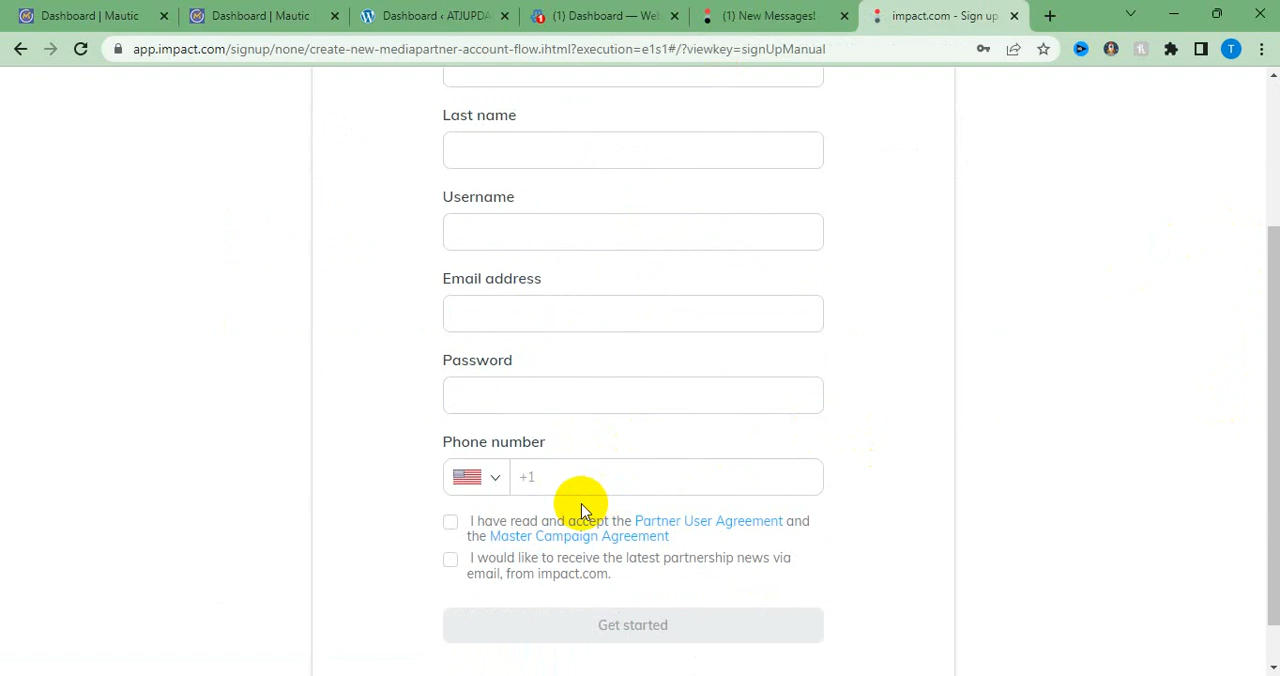 Dashboard | Mautic
Dashboard | Mautic
Dashboard ‹ ATJUPDA
(1) Dashboard — Wel
(1) New Messages!
impact.com - Sign up
app.impact.com/signup/none/create-new-mediapartner-account-flow.ihtml?execution=e1s1#/?viewkey=signUpManual
T
Last name
Username
Email address
Password
Phone number
+1
I have read and accept the Partner User Agreement and
the Master Campaign Agreement
I would like to receive the latest partnership news via
email, from impact.com.
Get started